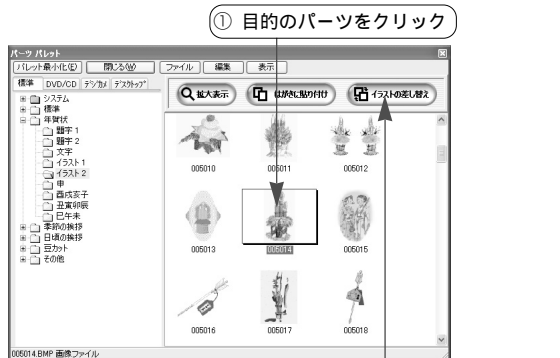 ① 目的のパーツをクリック
パーツ パレット
パレット最小化(E) 閉じる(W) ファイル 編集 表示
標準 DVD/CD デジカメ デスクトップ
拡大表示 はがきに貼り付け イラストの差し替え
システム
標準
年賀状
題字 1
題字 2
文字
イラスト 1
イラスト 2
申
酉戌亥子
丑寅卯辰
巳午未
季節の挨拶
日頃の挨拶
豆カット
その他
005010 005011 005012
005013 005014 005015
005016 005017 005018
005014.BMP 画像ファイル